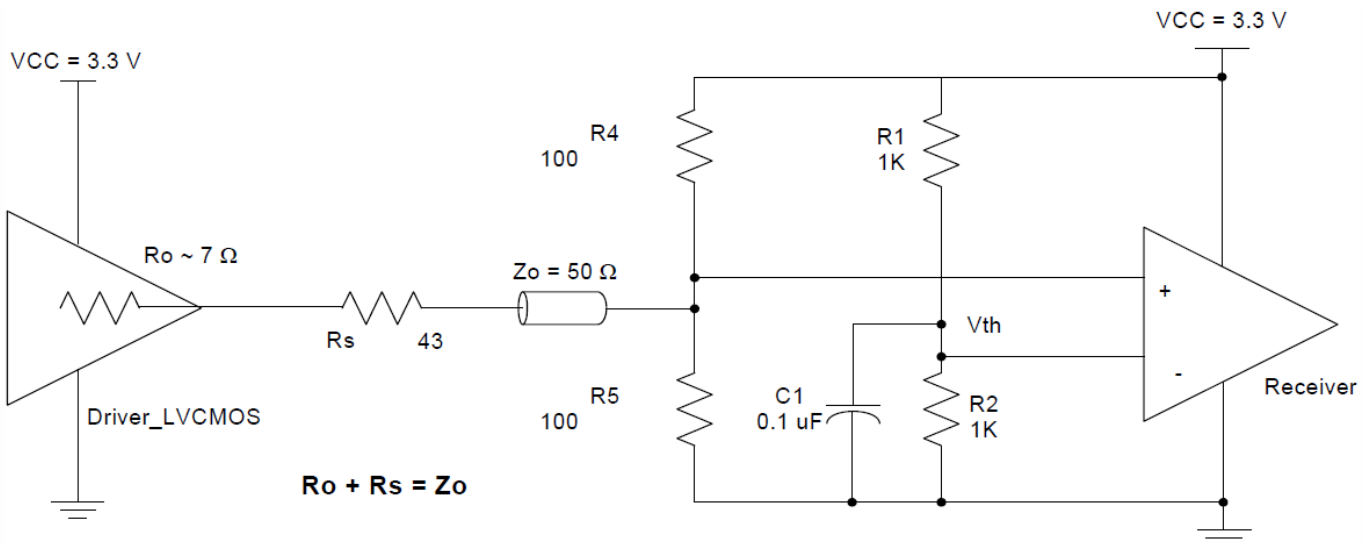 VCC = 3.3 V
VCC = 3.3 V
R4
100
R1
1K
Ro ~ 7 Ω
Zo = 50 Ω
+
Rs 43
Vth
-
Receiver
R5
100
C1
0.1 uF
R2
1K
Driver_LVCMOS
Ro + Rs = Zo